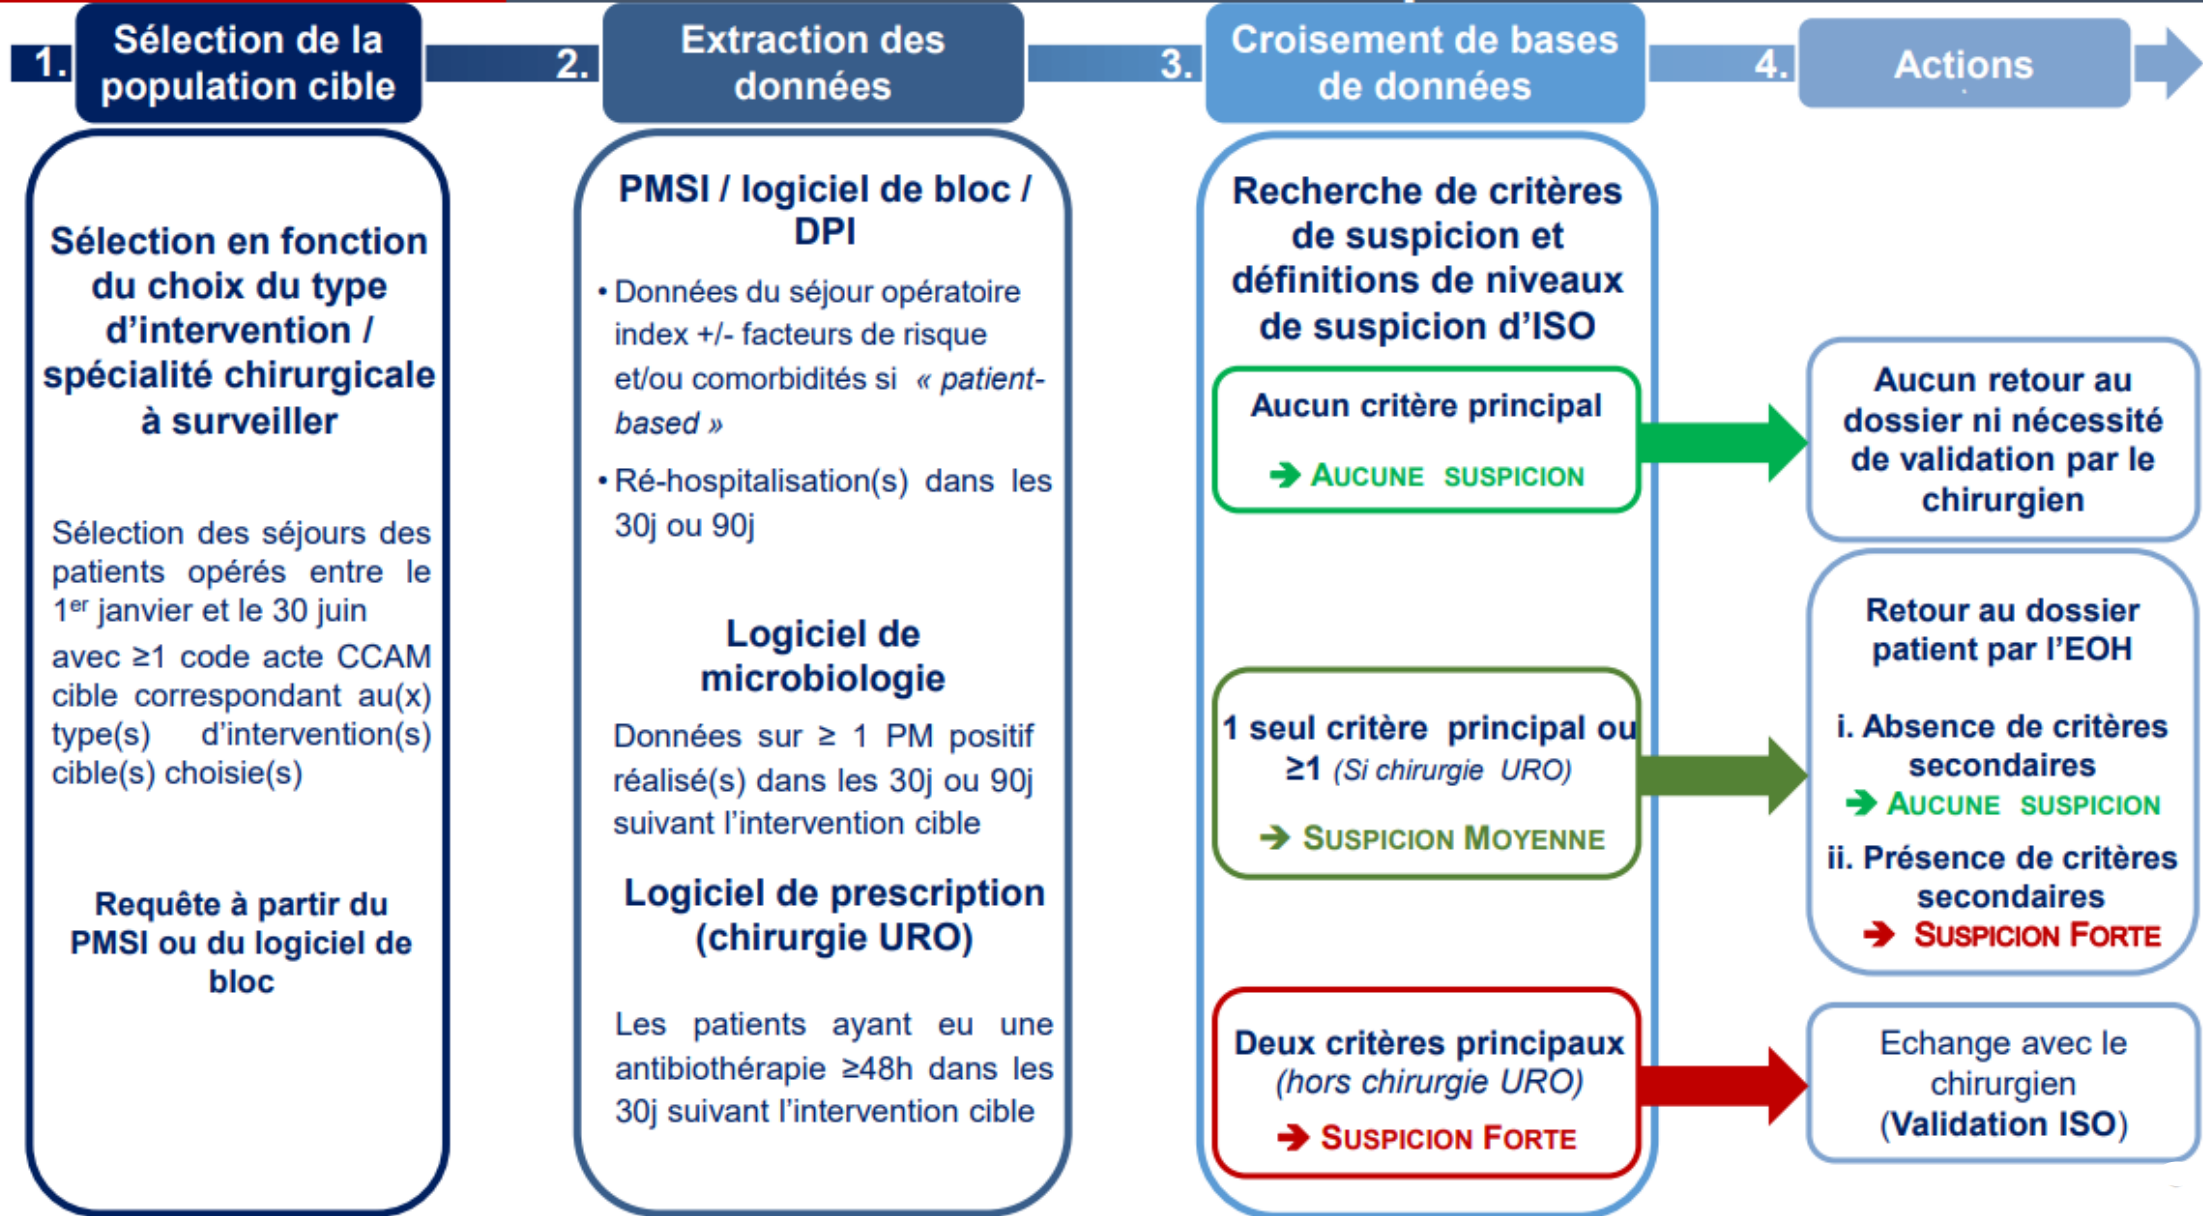 1.
Sélection de la
population cible
2.
Extraction des
données
3.
Croisement de bases
de données
4.
Actions
Sélection en fonction
du choix du type
d’intervention /
spécialité chirurgicale
à surveiller
Sélection des séjours des
patients opérés entre le
1er janvier et le 30 juin
avec ≥1 code acte CCAM
cible correspondant au(x)
type(s) d’intervention(s)
cible(s) choisie(s)
Requête à partir du
PMSI ou du logiciel de
bloc
PMSI / logiciel de bloc /
DPI
• Données du séjour opératoire
index +/- facteurs de risque
et/ou comorbidités si « patient-
based »
• Ré-hospitalisation(s) dans les
30j ou 90j
Logiciel de
microbiologie
Données sur ≥ 1 PM positif
réalisé(s) dans les 30j ou 90j
suivant l’intervention cible
Logiciel de prescription
(chirurgie URO)
Les patients ayant eu une
antibiothérapie ≥48h dans les
30j suivant l’intervention cible
Recherche de critères
de suspicion et
définitions de niveaux
de suspicion d’ISO
Aucun critère principal
➔ AUCUNE SUSPICION
1 seul critère principal ou
≥1 (Si chirurgie URO)
➔ SUSPICION MOYENNE
Deux critères principaux
(hors chirurgie URO)
➔ SUSPICION FORTE
Aucun retour au
dossier ni nécessité
de validation par le
chirurgien
Retour au dossier
patient par l’EOH
i. Absence de critères
secondaires
➔ AUCUNE SUSPICION
ii. Présence de critères
secondaires
➔ SUSPICION FORTE
Echange avec le
chirurgien
(Validation ISO)